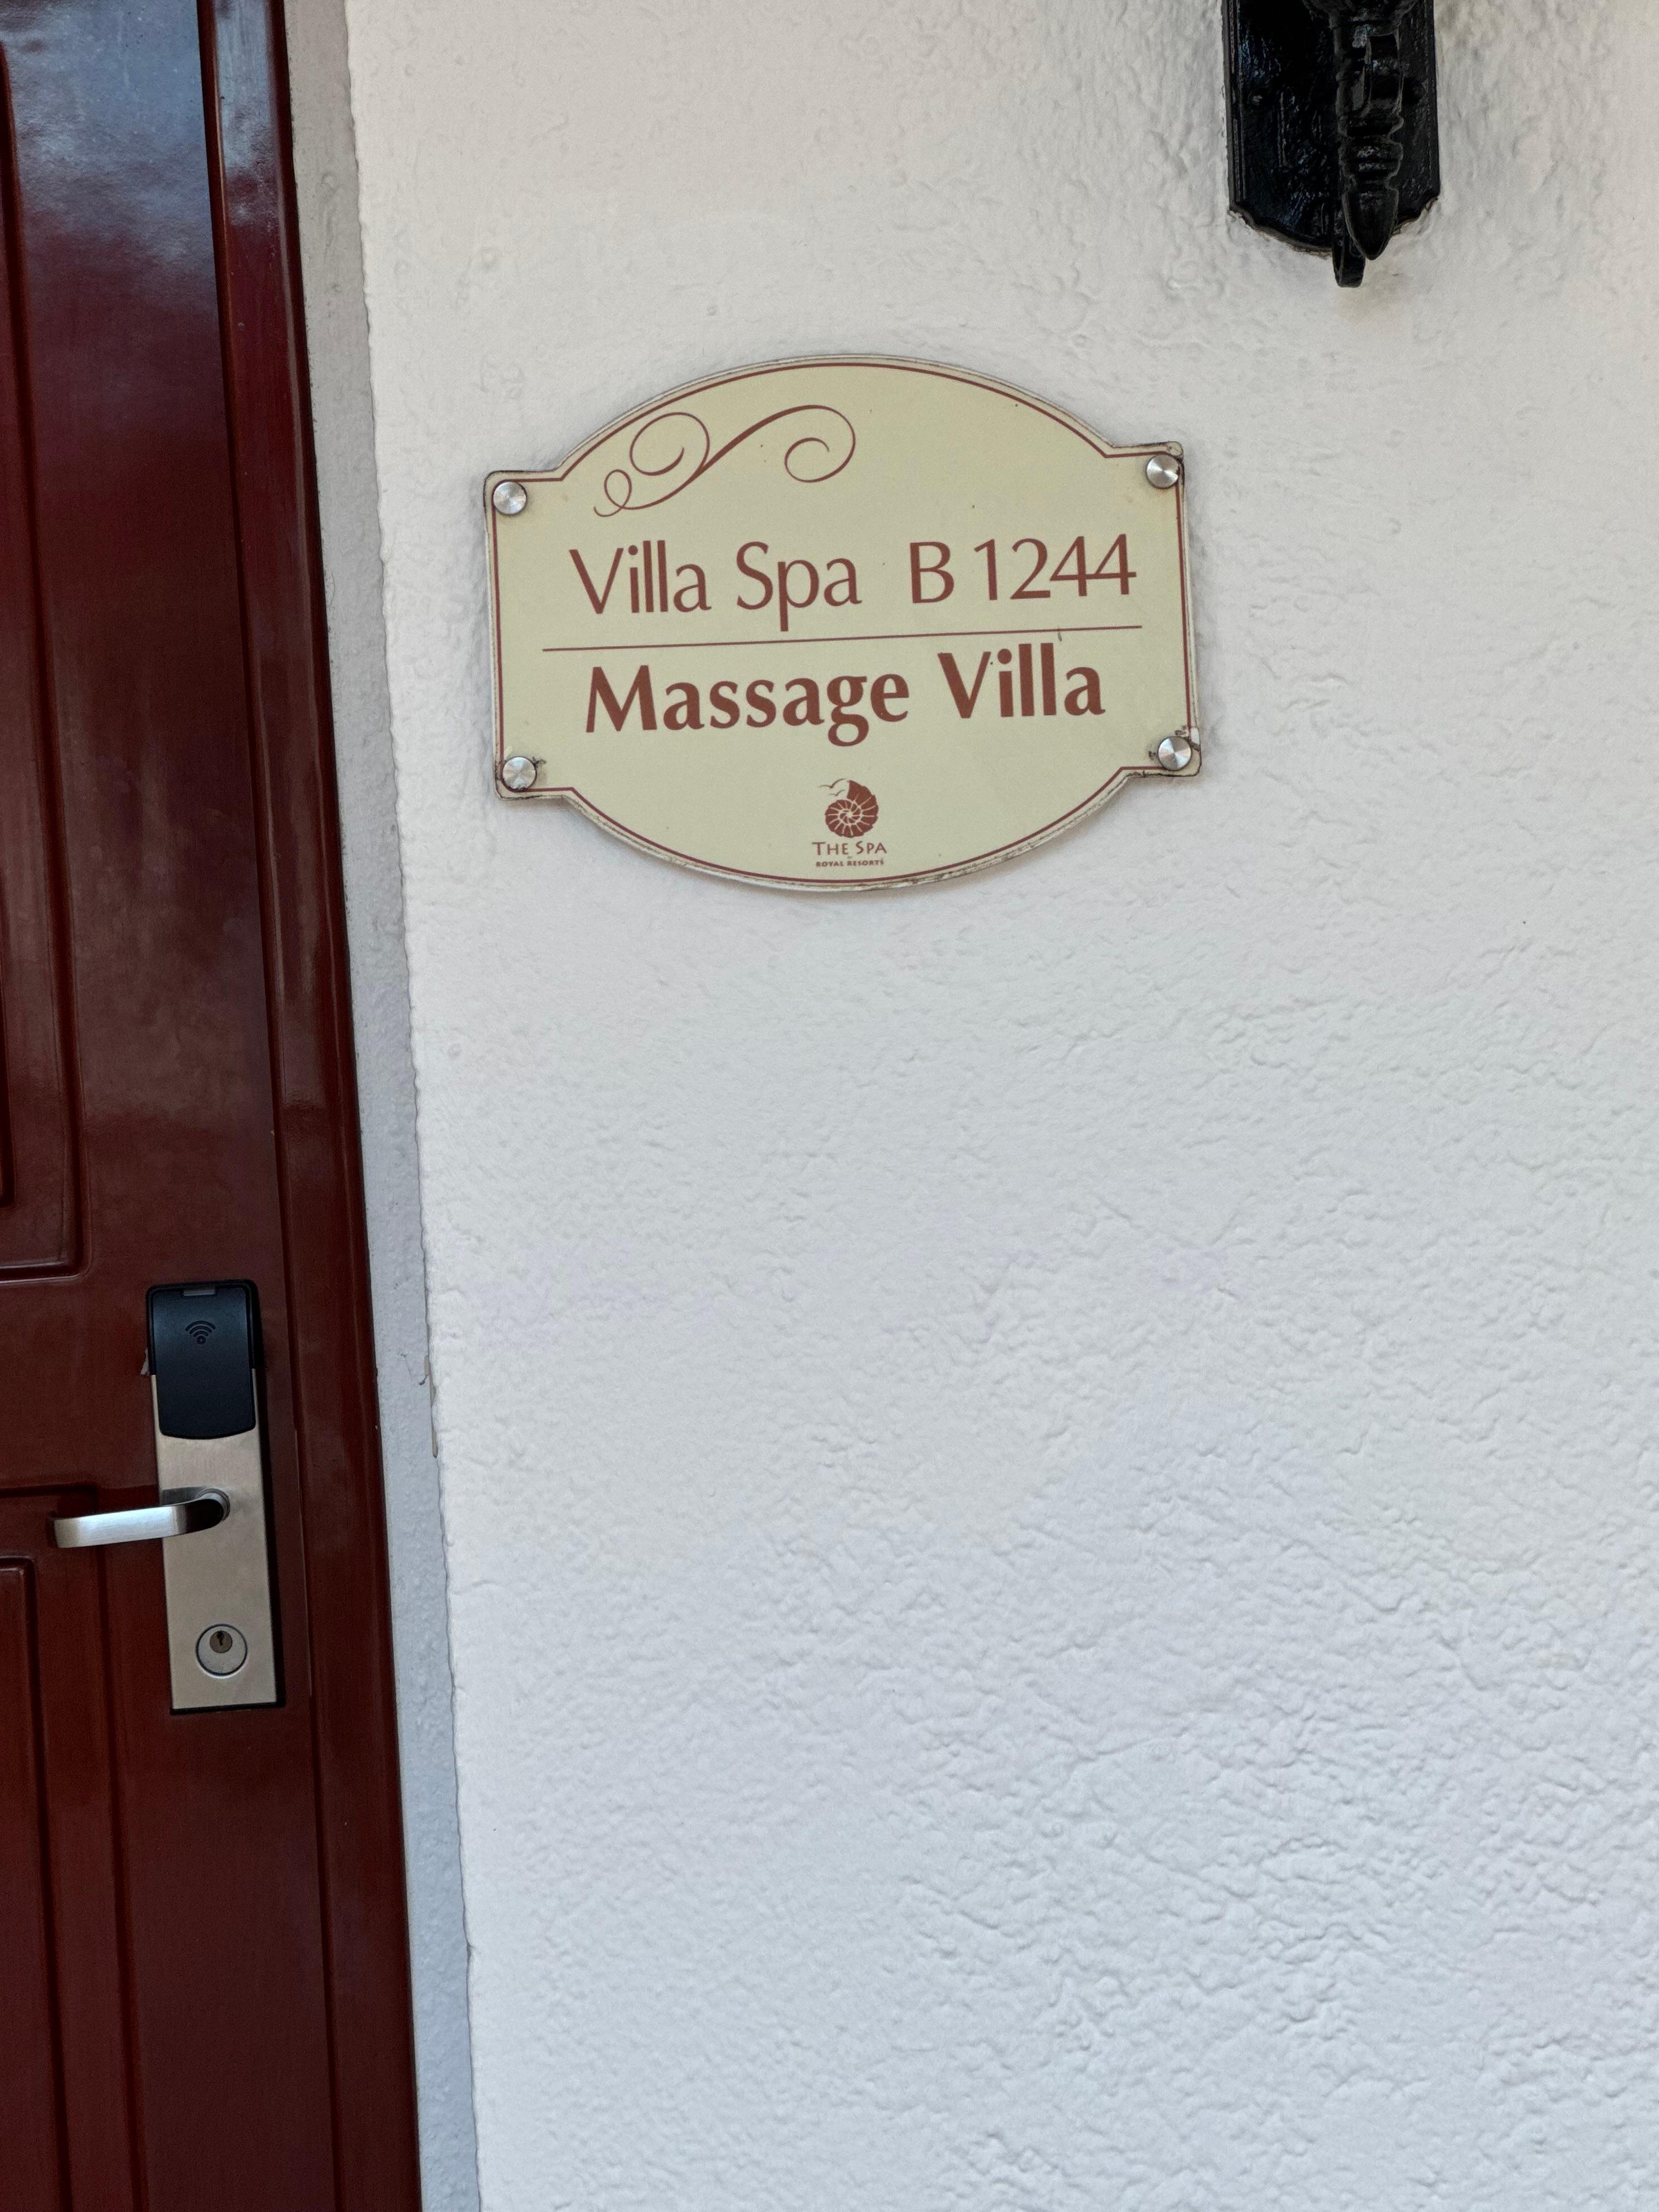 Villa Spa B 1244
Massage Villa
THE SPA
ROYAL RESORTS